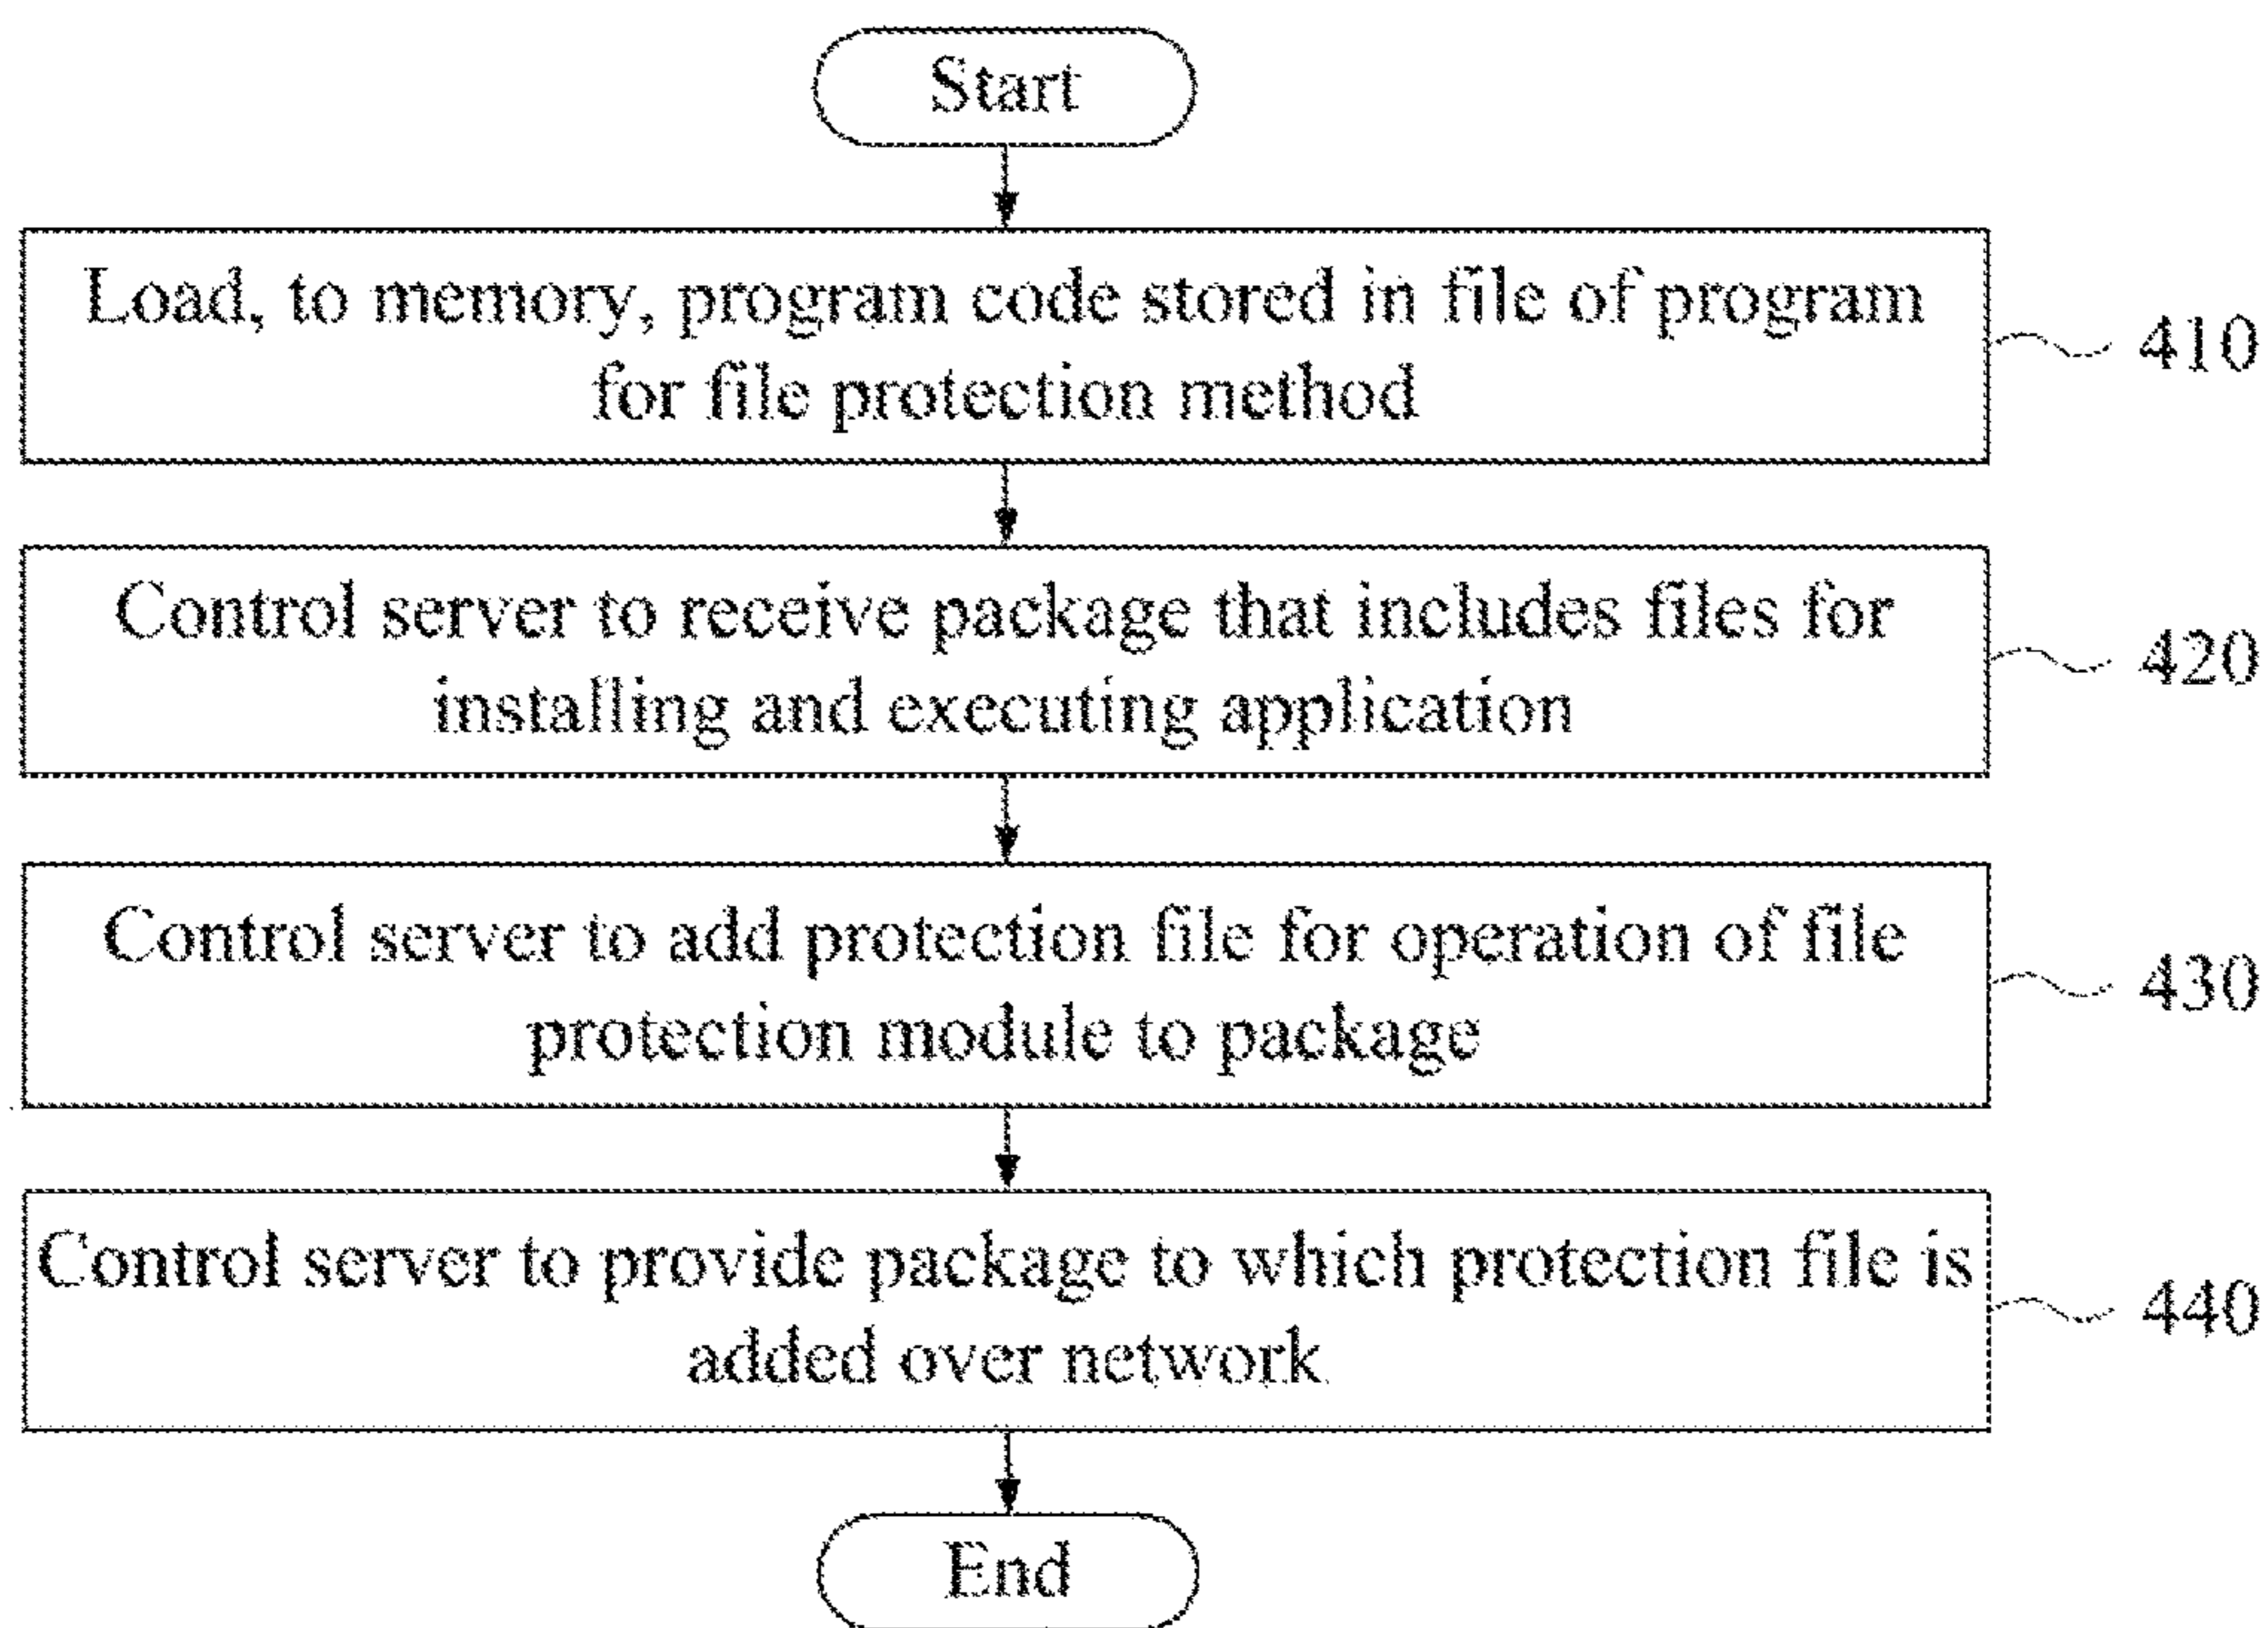 Start
Load, to memory, program code stored in file of program
for file protection method
410
Control server to receive package that includes files for
installing and executing application
420
Control server to add protection file for operation of file
protection module to package
430
Control server to provide package to which protection file is
added over network
440
End